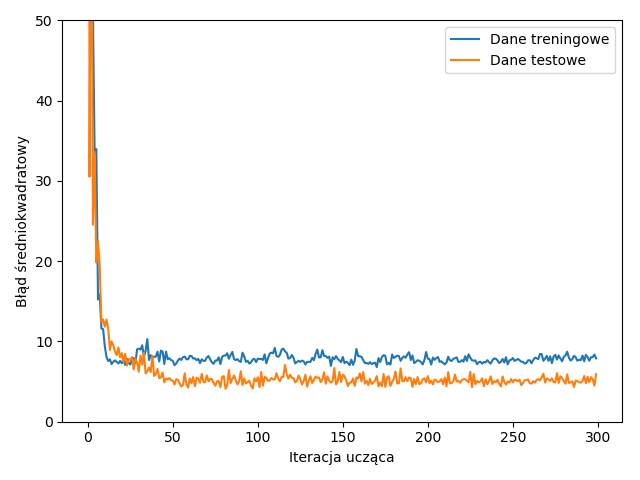 50
40
30
20
10
0
Błąd średniokwadratowy
Dane treningowe
Dane testowe
0 50 100 150 200 250 300
Iteracja ucząca